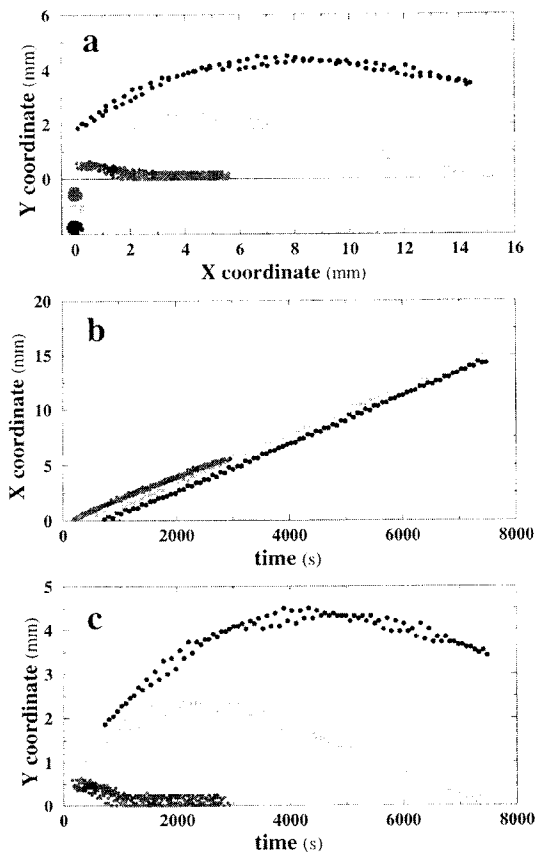 a
6
4
2
0
Y coordinate (mm)
0 2 4 6 8 10 12 14 16
X coordinate (mm)
b
20
15
10
5
0
X coordinate (mm)
0 2000 4000 6000 8000
time (s)
c
5
4
3
2
1
0
Y coordinate (mm)
0 2000 4000 6000 8000
time (s)